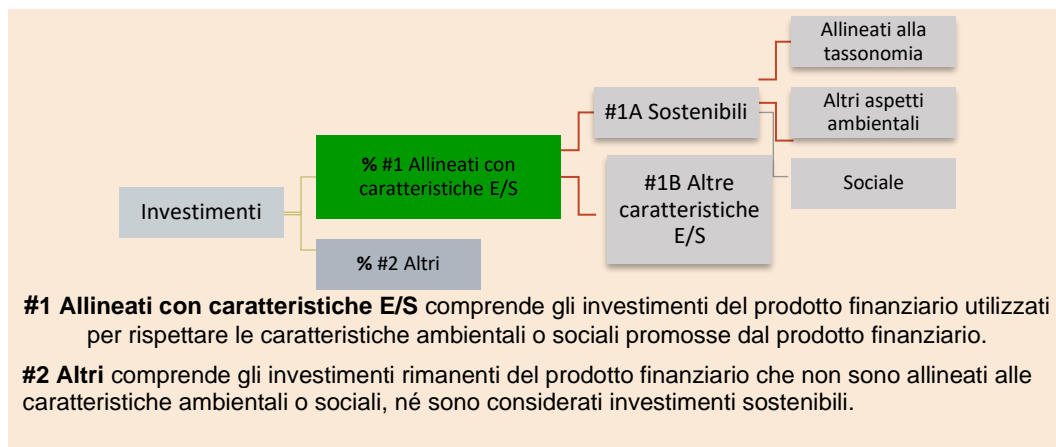 Allineati alla
tassonomia
#1A Sostenibili
Altri aspetti
ambientali
% #1 Allineati con
caratteristiche E/S
#1B Altre
caratteristiche
E/S
Sociale
Investimenti
% #2 Altri
#1 Allineati con caratteristiche E/S comprende gli investimenti del prodotto finanziario utilizzati
per rispettare le caratteristiche ambientali o sociali promosse dal prodotto finanziario.
#2 Altri comprende gli investimenti rimanenti del prodotto finanziario che non sono allineati alle
caratteristiche ambientali o sociali, né sono considerati investimenti sostenibili.